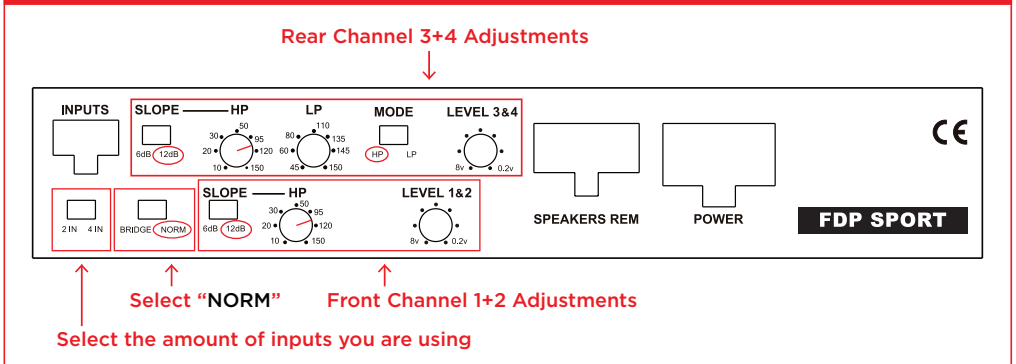 Rear Channel 3+4 Adjustments
INPUTS
SLOPE HP LP MODE LEVEL 3&4
6dB 12dB
10 20 30 50 95 120 150
45 60 80 110 135 145 150
HP LP
8v 0.2v
2 IN 4 IN
BRIDGE NORM
SLOPE HP LEVEL 1&2
6dB 12dB
10 20 30 50 95 120 150
8v 0.2v
SPEAKERS REM
POWER
CE
FDP SPORT
Select "NORM"
Front Channel 1+2 Adjustments
Select the amount of inputs you are using